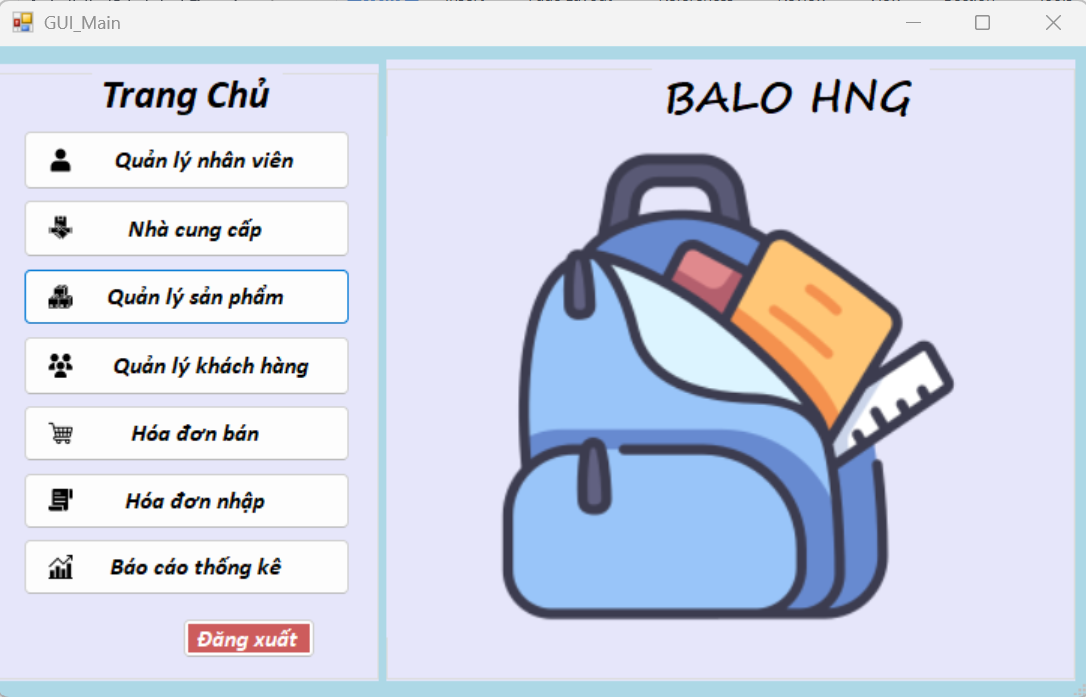 GUI_Main
Trang Chủ
Quản lý nhân viên
Nhà cung cấp
Quản lý sản phẩm
Quản lý khách hàng
Hóa đơn bán
Hóa đơn nhập
Báo cáo thống kê
Đăng xuất
BALO HNG